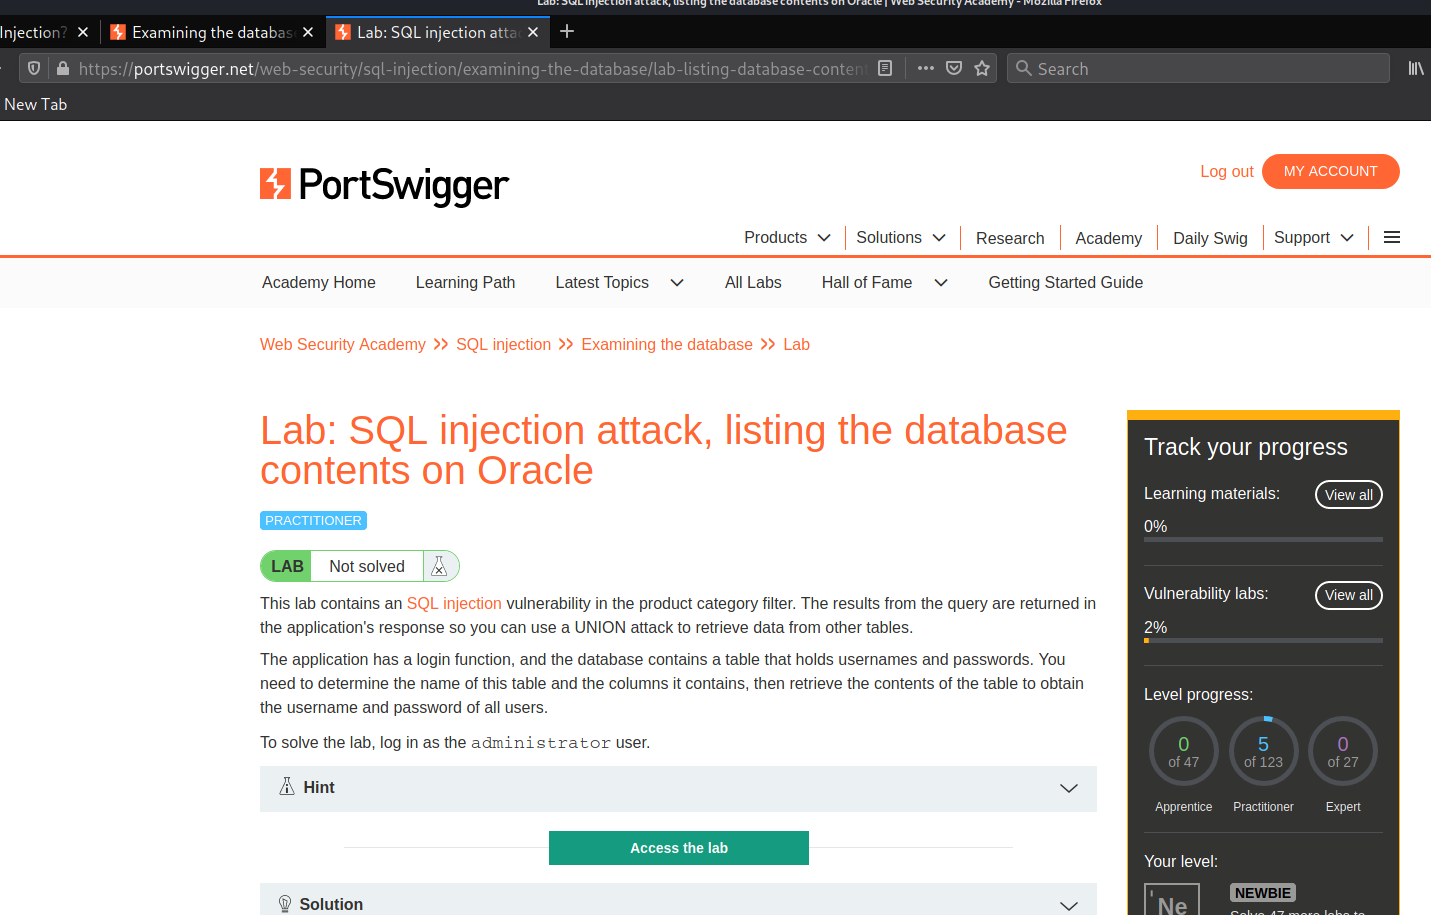 Lab: SQL injection attack, listing the database contents on Oracle | Web Security Academy - Mozilla Firefox
Injection?
Examining the databas
Lab: SQL injection atta
https://portswigger.net/web-security/sql-injection/examining-the-database/lab-listing-database-conten
Search
New Tab
PortSwigger
Log out
MY ACCOUNT
Products
Solutions
Research
Academy
Daily Swig
Support
Academy Home
Learning Path
Latest Topics
All Labs
Hall of Fame
Getting Started Guide
Web Security Academy >> SQL injection >> Examining the database >> Lab
Lab: SQL injection attack, listing the database
contents on Oracle
PRACTITIONER
LAB Not solved
This lab contains an SQL injection vulnerability in the product category filter. The results from the query are returned in
the application's response so you can use a UNION attack to retrieve data from other tables.
The application has a login function, and the database contains a table that holds usernames and passwords. You
need to determine the name of this table and the columns it contains, then retrieve the contents of the table to obtain
the username and password of all users.
To solve the lab, log in as the administrator user.
Hint
Access the lab
Solution
Track your progress
Learning materials:
View all
0%
Vulnerability labs:
View all
2%
Level progress:
0
of 47
5
of 123
0
of 27
Apprentice
Practitioner
Expert
Your level:
Ne
NEWBIE
Solve 47 more labs to